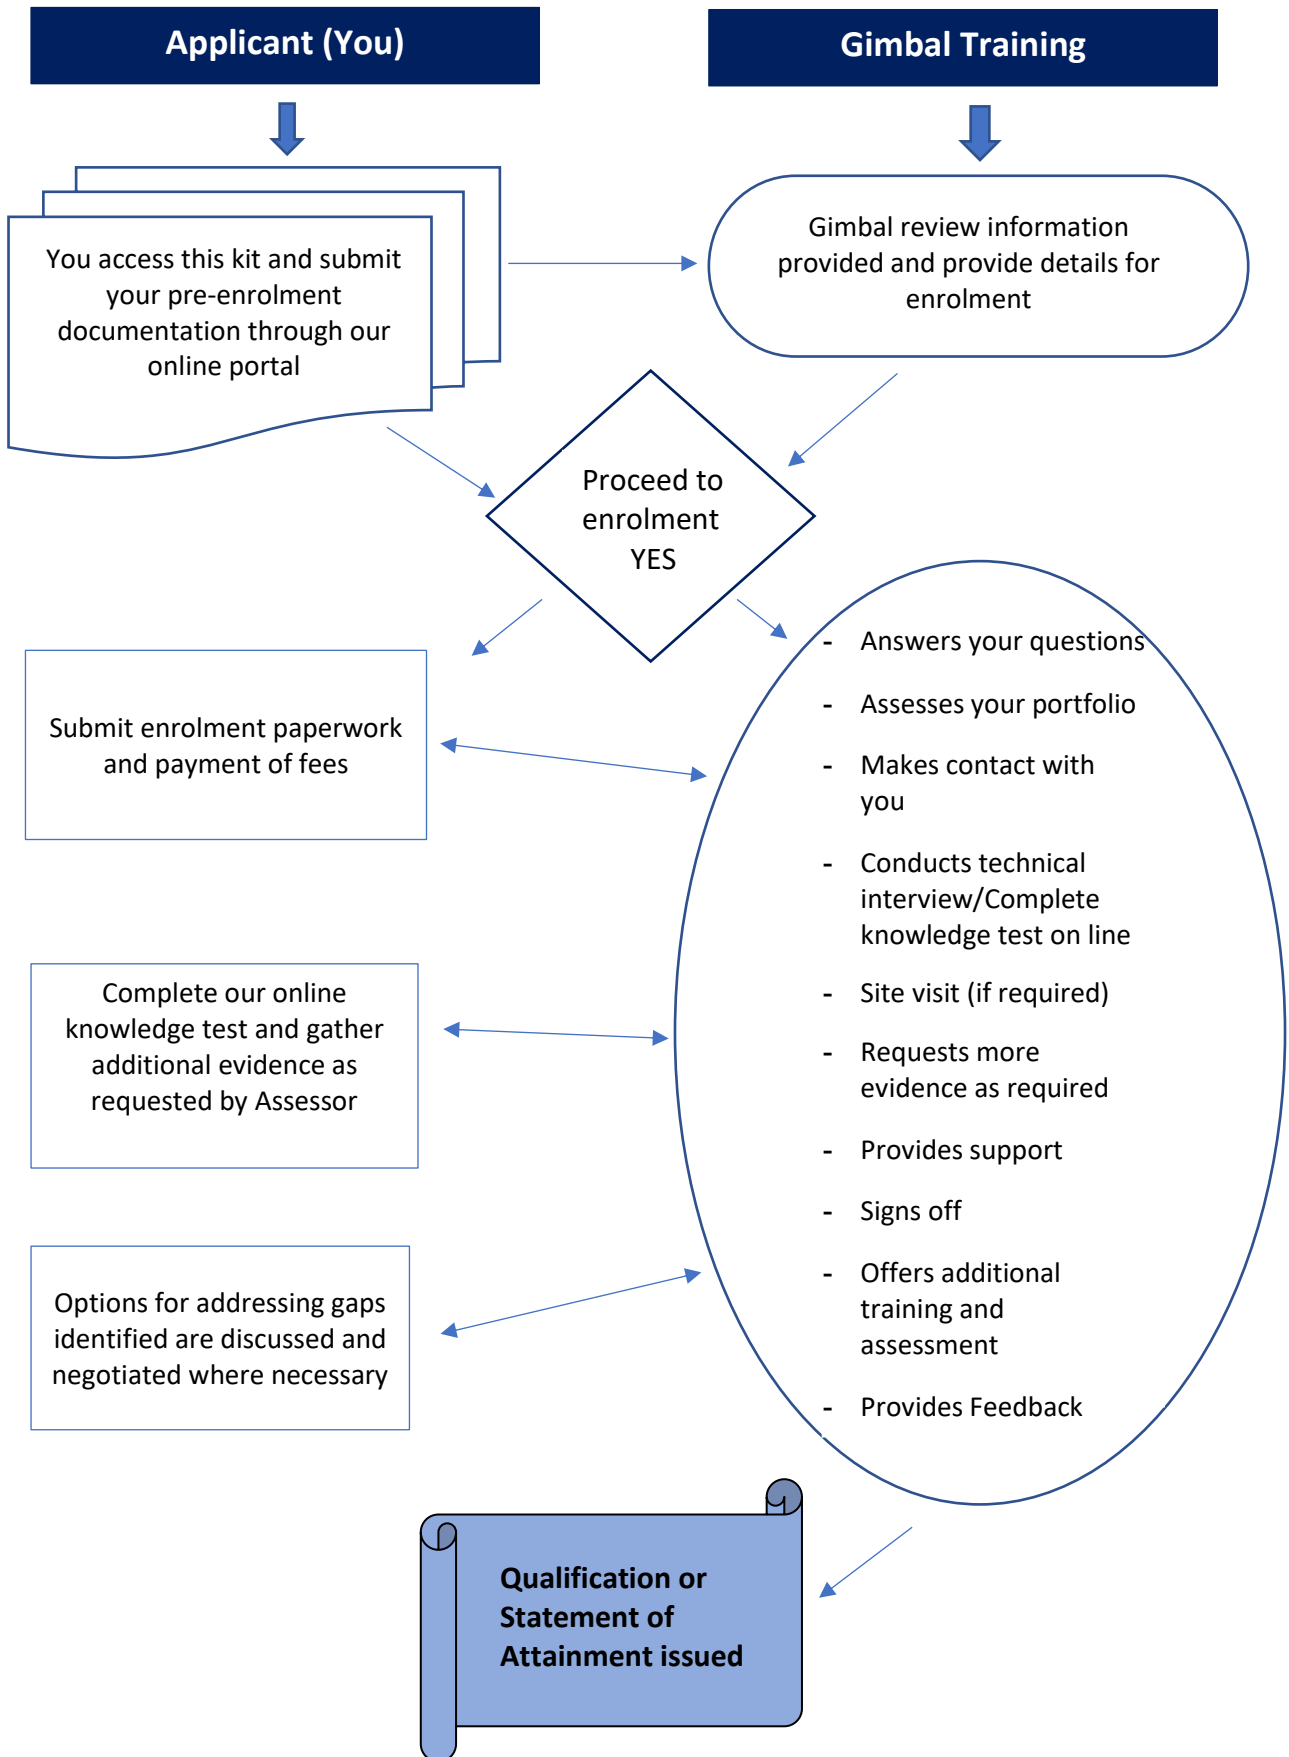 Applicant (You)
Gimbal Training
You access this kit and submit
your pre-enrolment
documentation through our
online portal
Gimbal review information
provided and provide details for
enrolment
Proceed to
enrolment
YES
Submit enrolment paperwork
and payment of fees
Complete our online
knowledge test and gather
additional evidence as
requested by Assessor
Options for addressing gaps
identified are discussed and
negotiated where necessary
- Answers your questions
- Assesses your portfolio
- Makes contact with
you
- Conducts technical
interview/Complete
knowledge test on line
- Site visit (if required)
- Requests more
evidence as required
- Provides support
- Signs off
- Offers additional
training and
assessment
- Provides Feedback
Qualification or
Statement of
Attainment issued